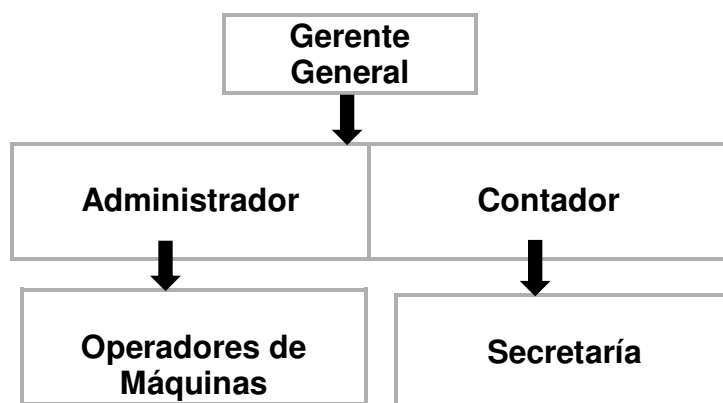 Gerente
General
Administrador
Contador
Operadores de
Máquinas
Secretaría